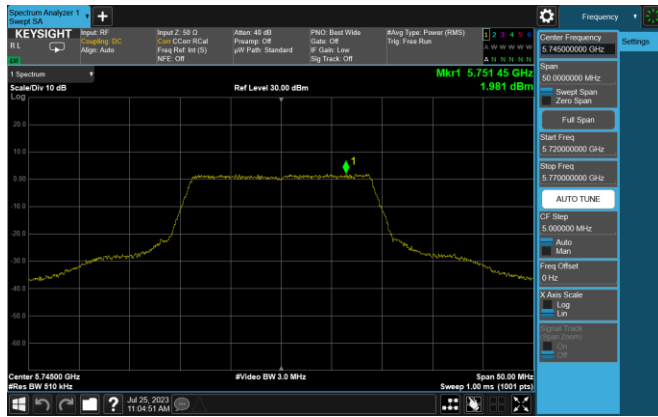 Spectrum Analyzer 1
Swept SA
+
Frequency
KEYSIGHT
RL
Input: RF
Coupling: DC
Align: Auto
Input Z: 50 Ω
Corr CCorr RCal
Freq Ref: Int (S)
NFE: Off
Atten: 40 dB
Preamp: Off
µW Path: Standard
PNO: Best Wide
Gate: Off
IF Gain: Low
Sig Track: Off
#Avg Type: Power (RMS)
Trig: Free Run
1 2 3 4 5 6
A W W W W W
A N N N N N
1 Spectrum
Scale/Div 10 dB
Log
Ref Level 30.00 dBm
Mkr1 5.751 45 GHz
1.981 dBm
20.0
10.0
0.00
-10.0
-20.0
-30.0
-40.0
-50.0
-60.0
1
Center 5.74500 GHz
#Res BW 510 kHz
#Video BW 3.0 MHz
Span 50.00 MHz
Sweep 1.00 ms (1001 pts)
Jul 25, 2023
11:04:51 AM
?
Settings
Center Frequency
5.745000000 GHz
Span
50.0000000 MHz
Swept Span
Zero Span
Full Span
Start Freq
5.720000000 GHz
Stop Freq
5.770000000 GHz
AUTO TUNE
CF Step
5.000000 MHz
Auto
Man
Freq Offset
0 Hz
X Axis Scale
Log
Lin
Signal Track
(Span Zoom)
On
Off